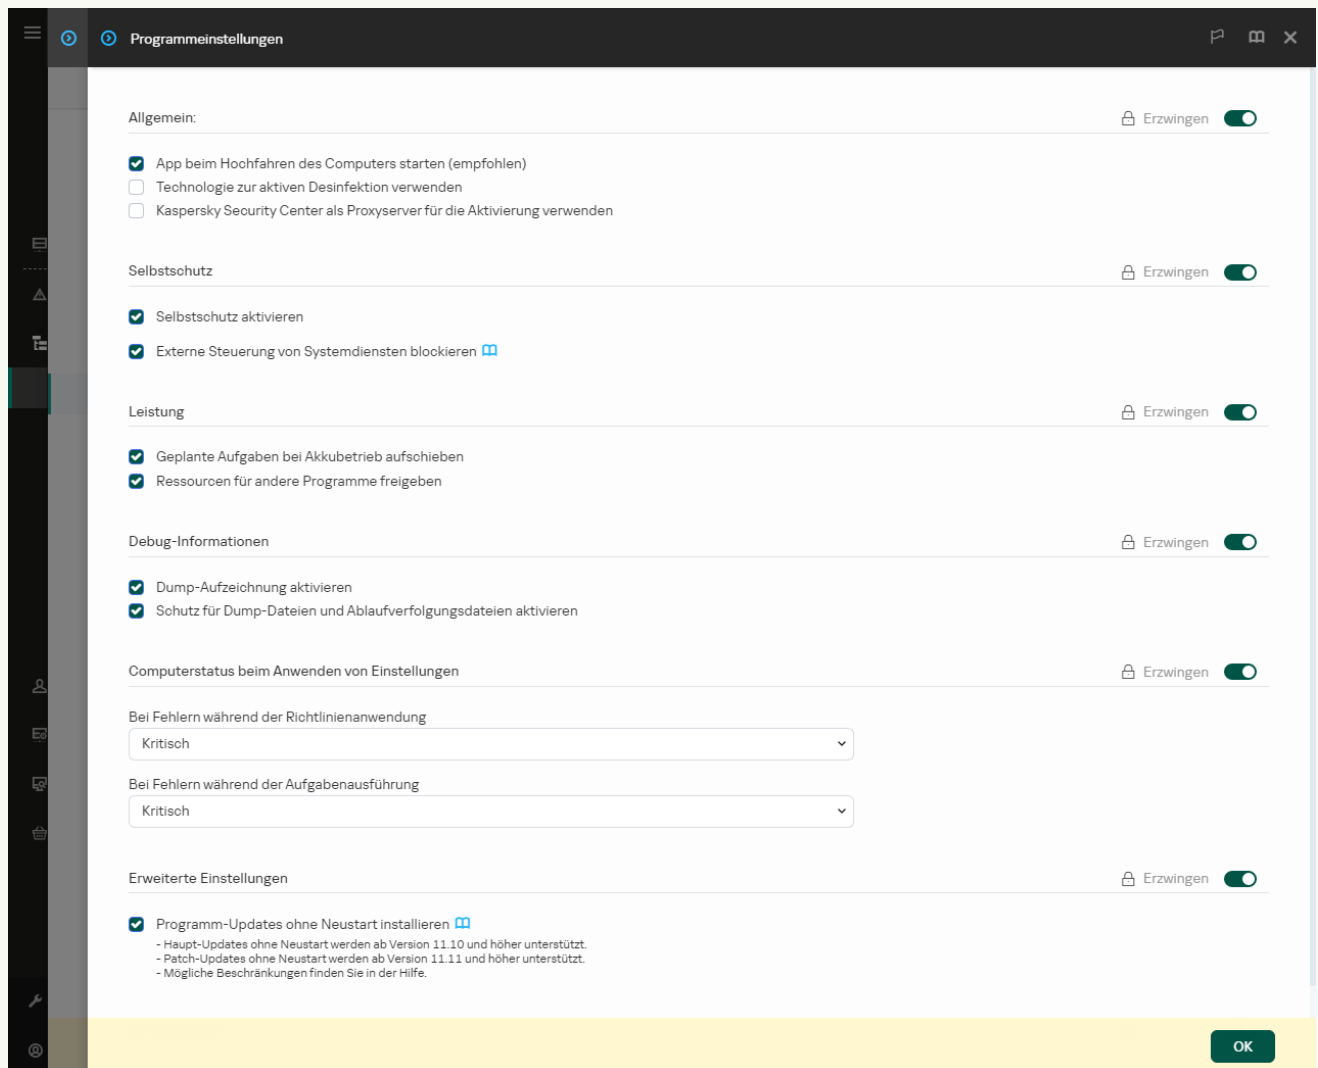 Programmeinstellungen
Allgemein:
Erzwingen
App beim Hochfahren des Computers starten (empfohlen)
Technologie zur aktiven Desinfektion verwenden
Kaspersky Security Center als Proxyserver für die Aktivierung verwenden
Selbstschutz
Erzwingen
Selbstschutz aktivieren
Externe Steuerung von Systemdiensten blockieren
Leistung
Erzwingen
Geplante Aufgaben bei Akkubetrieb aufschieben
Ressourcen für andere Programme freigeben
Debug-Informationen
Erzwingen
Dump-Aufzeichnung aktivieren
Schutz für Dump-Dateien und Ablaufverfolgungsdateien aktivieren
Computerstatus beim Anwenden von Einstellungen
Erzwingen
Bei Fehlern während der Richtlinienanwendung
Kritisch
Bei Fehlern während der Aufgabenausführung
Kritisch
Erweiterte Einstellungen
Erzwingen
Programm-Updates ohne Neustart installieren
- Haupt-Updates ohne Neustart werden ab Version 11.10 und höher unterstützt.
- Patch-Updates ohne Neustart werden ab Version 11.11 und höher unterstützt.
- Mögliche Beschränkungen finden Sie in der Hilfe.
OK